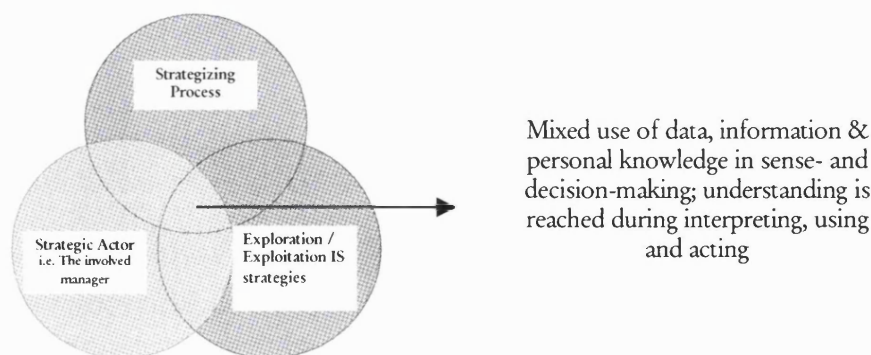 Strategizing
Process
Strategic Actor
i.e. The involved
manager
Exploration /
Exploitation IS
strategies
Mixed use of data, information &
personal knowledge in sense- and
decision-making; understanding is
reached during interpreting, using
and acting